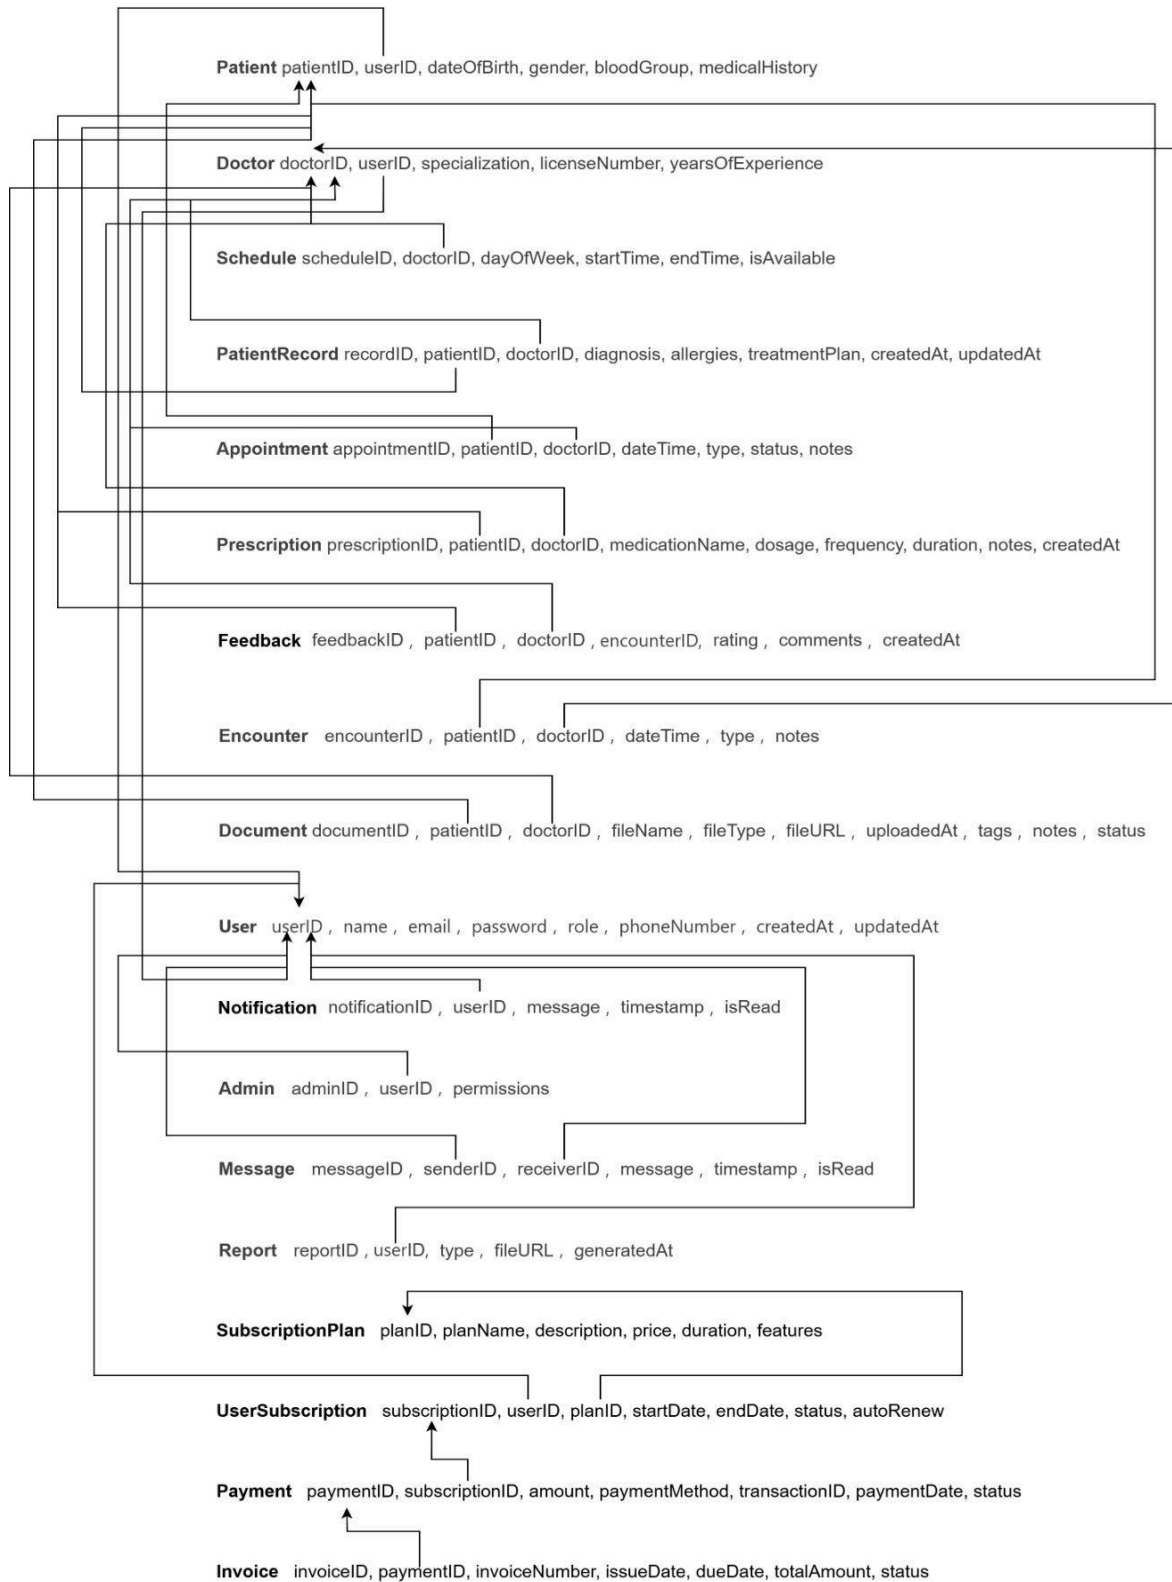 Patient patientID, userID, dateOfBirth, gender, bloodGroup, medicalHistory
Doctor doctorID, userID, specialization, licenseNumber, yearsOfExperience
Schedule scheduleID, doctorID, dayOfWeek, startTime, endTime, isAvailable
PatientRecord recordID, patientID, doctorID, diagnosis, allergies, treatmentPlan, createdAt, updatedAt
Appointment appointmentID, patientID, doctorID, dateTime, type, status, notes
Prescription prescriptionID, patientID, doctorID, medicationName, dosage, frequency, duration, notes, createdAt
Feedback feedbackID , patientID , doctorID , encounterID, rating , comments , createdAt
Encounter encounterID , patientID , doctorID , dateTime , type , notes
Document documentID , patientID , doctorID , fileName , fileType , fileURL , uploadedAt , tags , notes , status
User userID , name , email , password , role , phoneNumber , createdAt , updatedAt
Notification notificationID , userID , message , timestamp , isRead
Admin adminID , userID , permissions
Message messageID , senderID , receiverID , message , timestamp , isRead
Report reportID , userID, type , fileURL , generatedAt
SubscriptionPlan planID, planName, description, price, duration, features
UserSubscription subscriptionID, userID, planID, startDate, endDate, status, autoRenew
Payment paymentID, subscriptionID, amount, paymentMethod, transactionID, paymentDate, status
Invoice invoiceID, paymentID, invoiceNumber, issueDate, dueDate, totalAmount, status